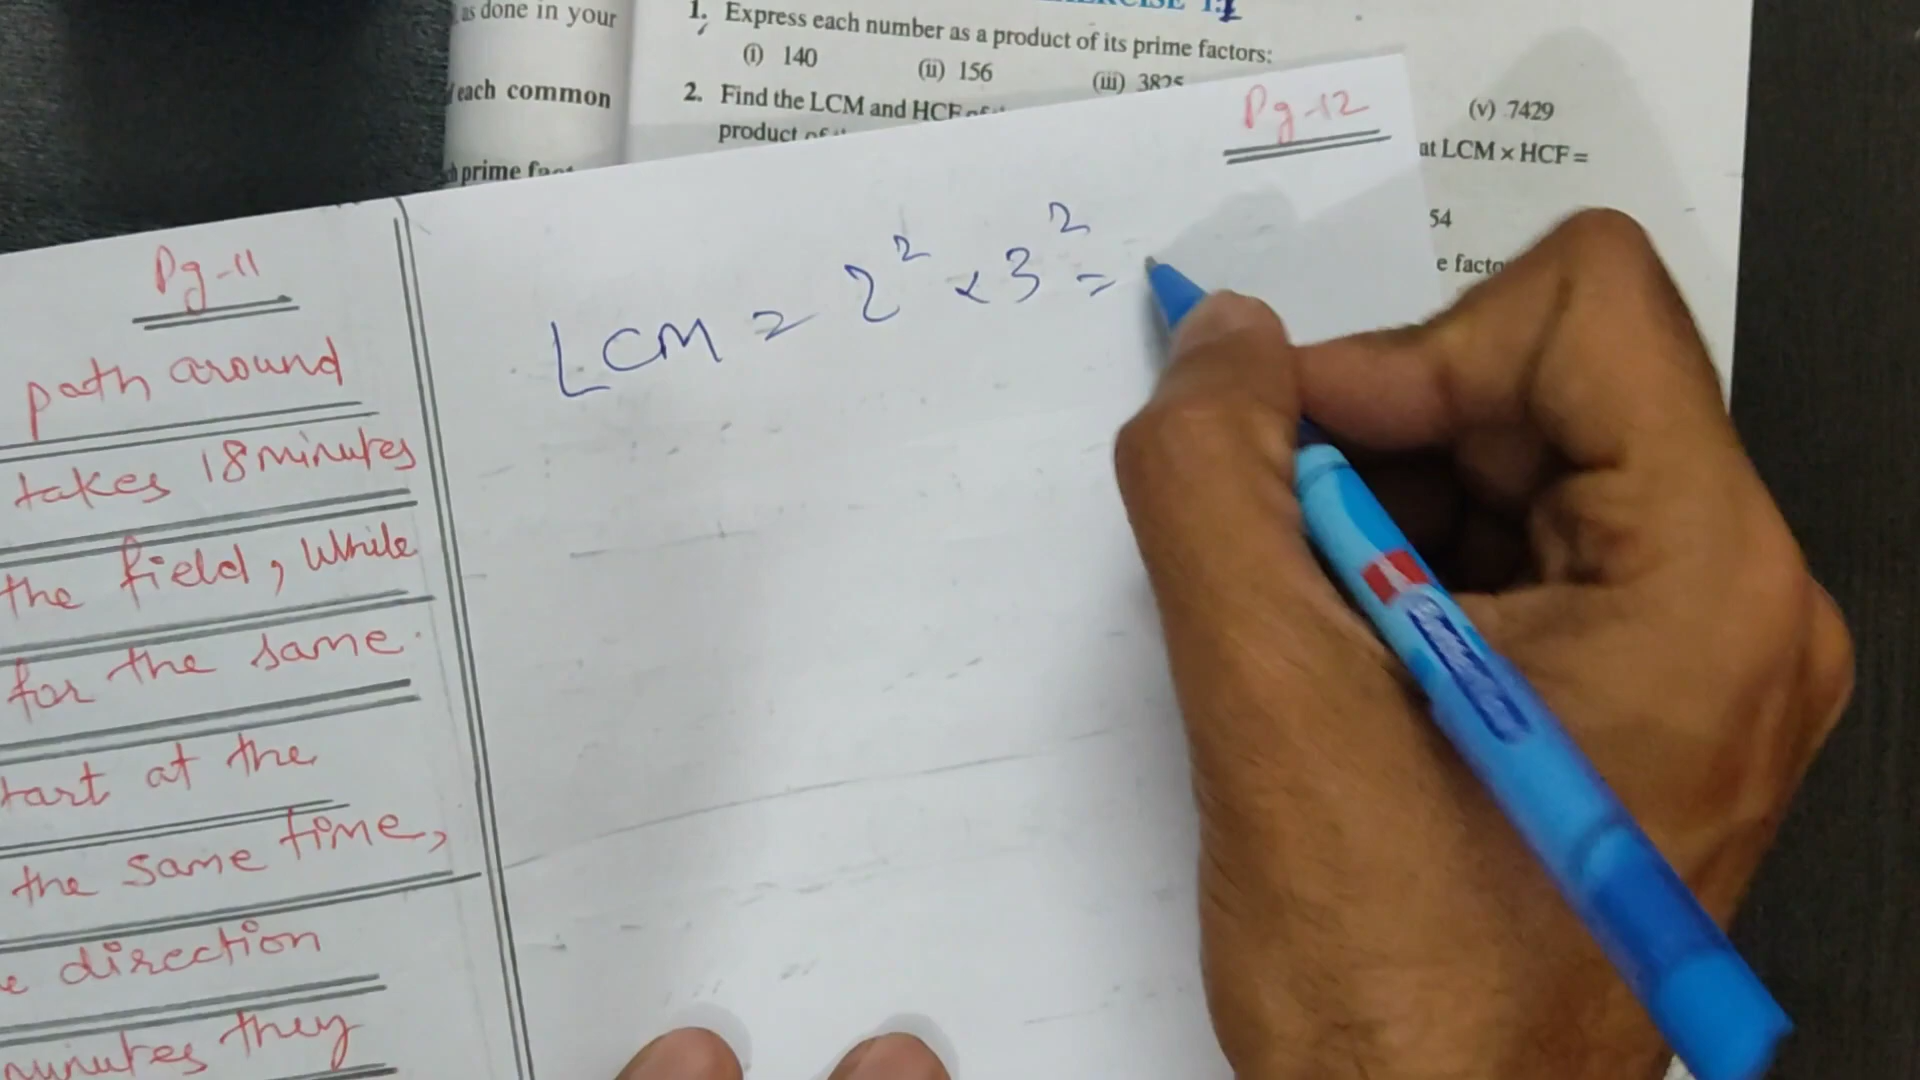 as done in your
each common
prime
1. Express each number as a product of its prime factors:
(i) 140 (ii) 156 (iii) 3825 (v) 7429
2. Find the LCM and HCF
product at LCM × HCF =
54
e facto
Pg-11
path around
takes 18 minutes
the field, While
for the same
tart at the
the same time,
e direction
minutes they
Pg-12
LCM = 2² × 3² =